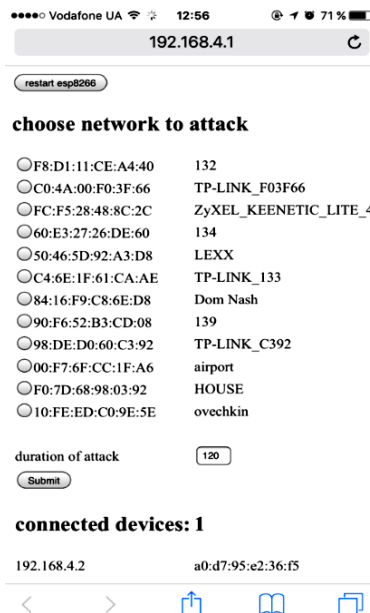 Vodafone UA 12:56 71 %
192.168.4.1
restart esp8266
choose network to attack
F8:D1:11:CE:A4:40 132
C0:4A:00:F0:3F:66 TP-LINK_F03F66
FC:F5:28:48:8C:2C ZyXEL_KEENETIC_LITE_4
60:E3:27:26:DE:60 134
50:46:5D:92:A3:D8 LEXX
C4:6E:1F:61:CA:AE TP-LINK_133
84:16:F9:C8:6E:D8 Dom Nash
90:F6:52:B3:CD:08 139
98:DE:D0:60:C3:92 TP-LINK_C392
00:F7:6F:CC:1F:A6 airport
F0:7D:68:98:03:92 HOUSE
10:FE:ED:C0:9E:5E ovechkin
duration of attack 120
Submit
connected devices: 1
192.168.4.2 a0:d7:95:e2:36:f5